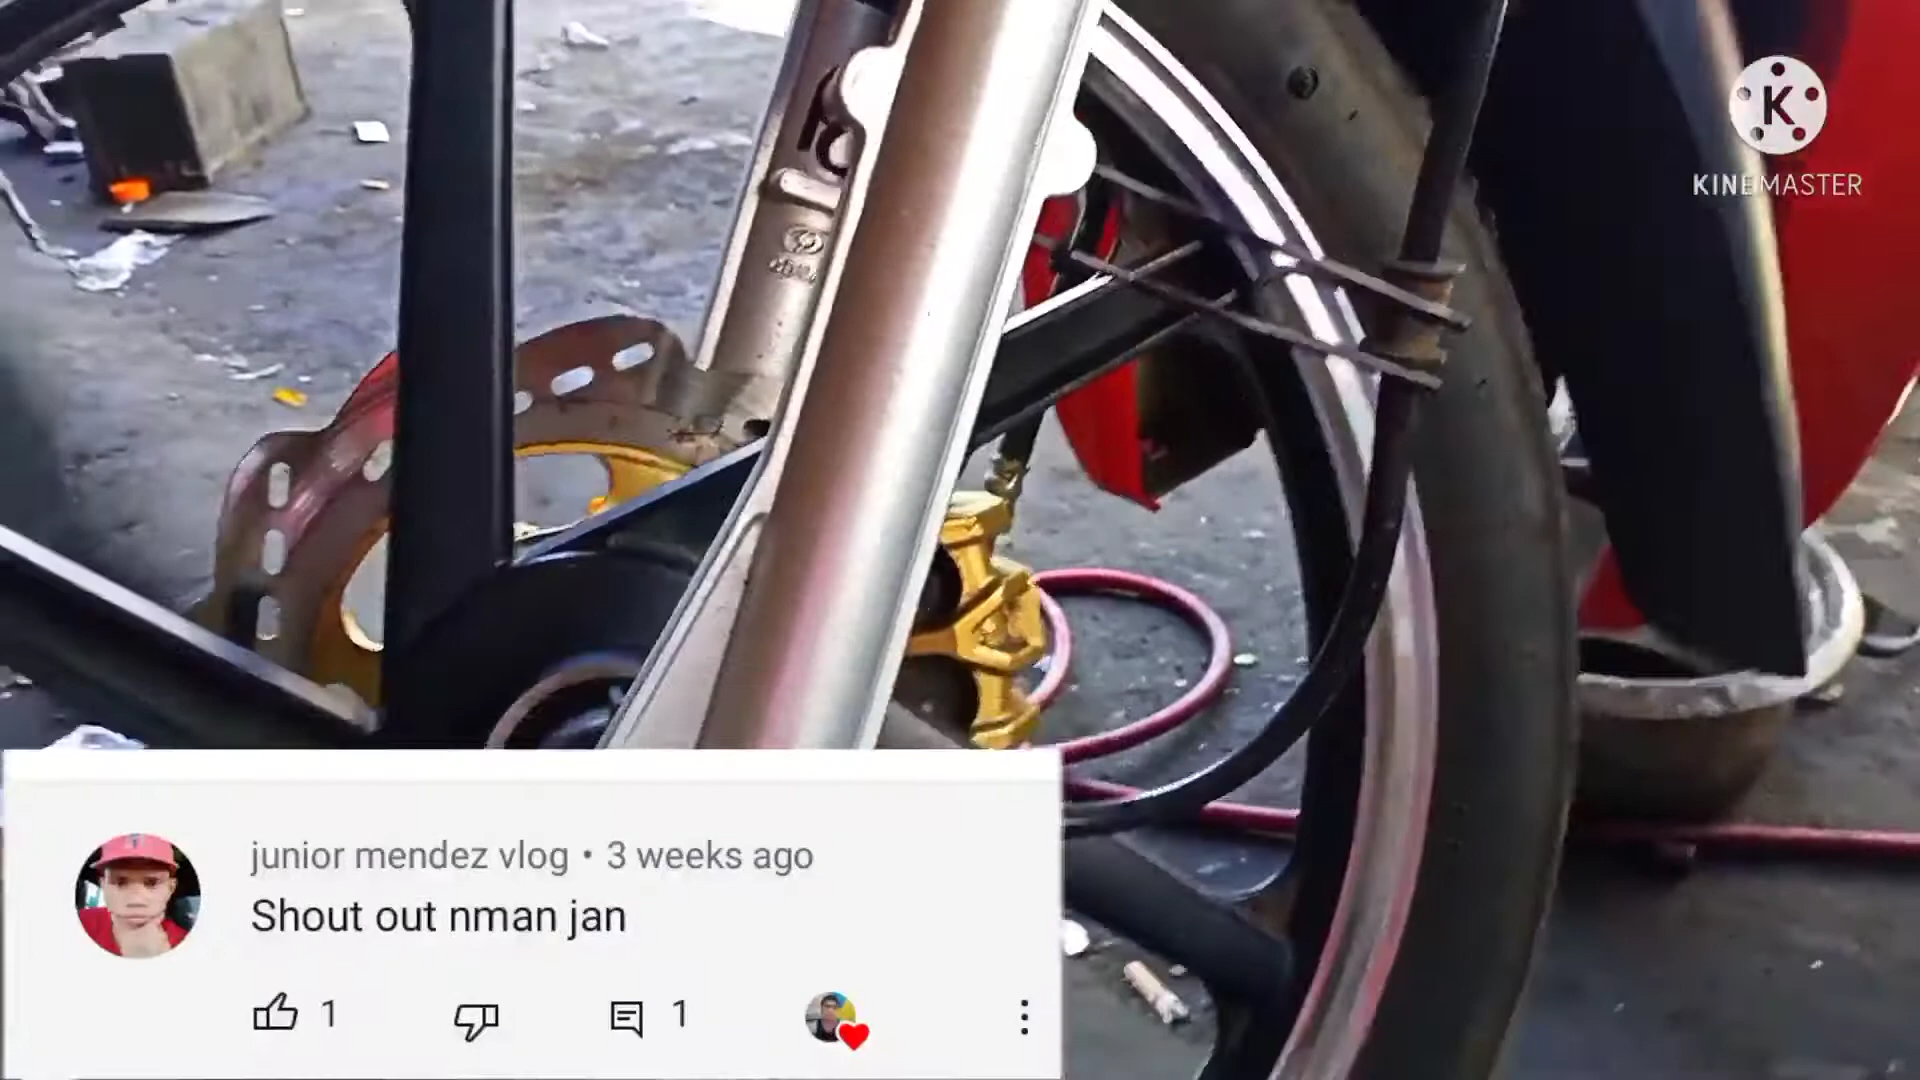 K
KINEMASTER
junior mendez vlog • 3 weeks ago
Shout out nman jan
1
1